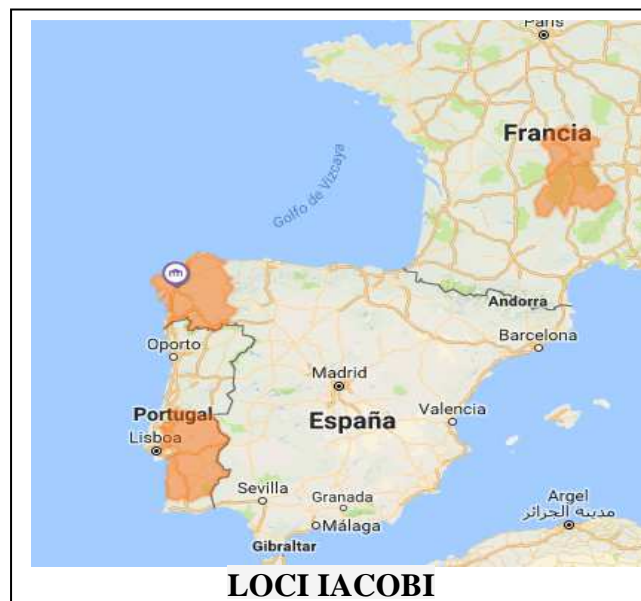 París
Francia
Golfo de Vizcaya
Andorra
Oporto
Barcelona
Madrid
Portugal
España
Valencia
Lisboa
Sevilla
Granada
Málaga
Argel
مدينة الجزائر
Gibraltar
LOCI IACOBI